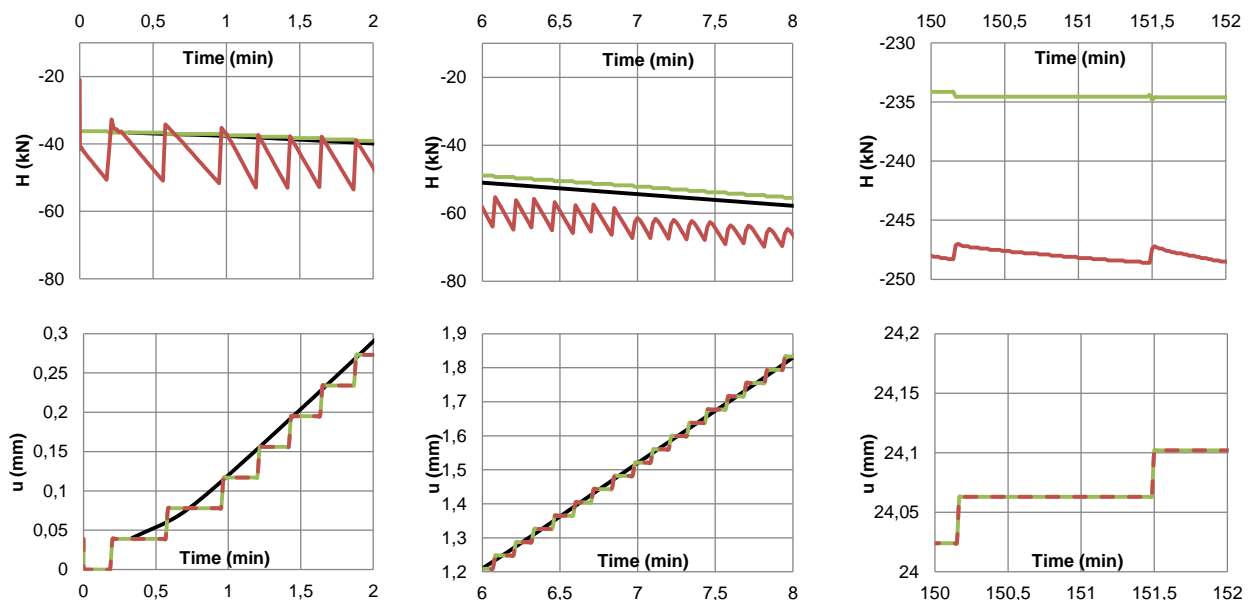 0 0,5 1 1,5 2
Time (min)
-20
-40
-60
-80
H (kN)
6 6,5 7 7,5 8
Time (min)
-20
-40
-60
-80
H (kN)
150 150,5 151 151,5 152
-230
Time (min)
-235
-240
-245
-250
H (kN)
0,3
0,25
0,2
0,15
0,1
0,05
0
u (mm)
Time (min)
0 0,5 1 1,5 2
1,9
1,8
1,7
1,6
1,5
1,4
1,3
1,2
u (mm)
Time (min)
6 6,5 7 7,5 8
24,2
24,15
24,1
24,05
24
u (mm)
Time (min)
150 150,5 151 151,5 152